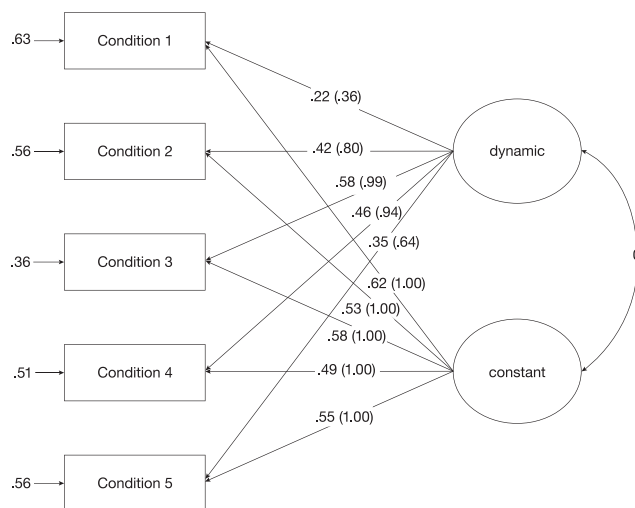 .63
Condition 1
.22 (.36)
.56
Condition 2
.42 (.80)
dynamic
.58 (.99)
.46 (.94)
.35 (.64)
.36
Condition 3
.62 (1.00)
.53 (1.00)
.58 (1.00)
.51
Condition 4
.49 (1.00)
constant
.55 (1.00)
.56
Condition 5